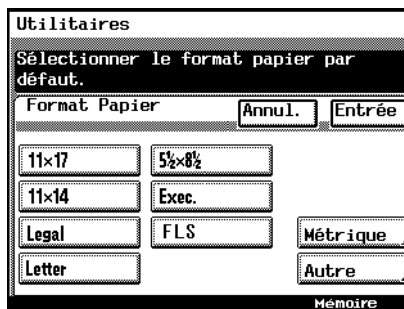 Utilitaires
Sélectionner le format papier par
défaut.
Format Papier Annul. Entrée
11×17 5½×8½
11×14 Exec.
Legal FLS Métrique
Letter Autre
Mémoire